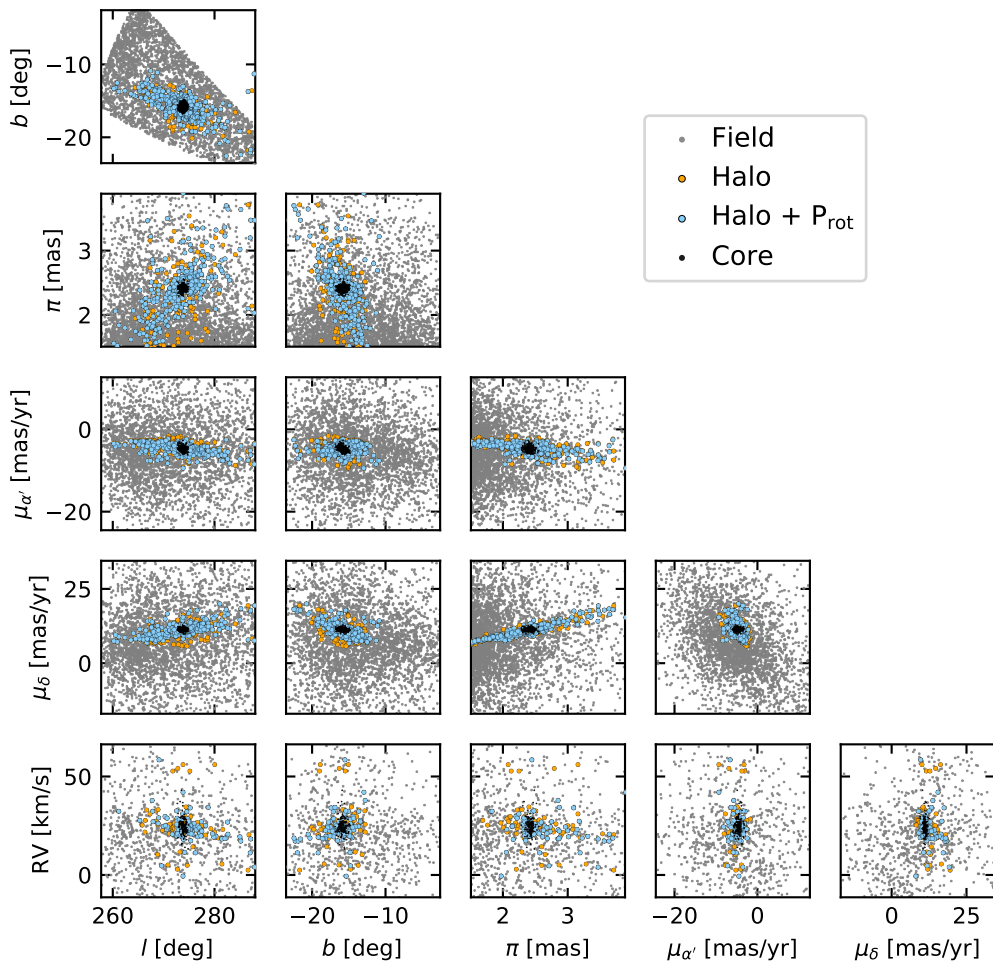 b [deg]
−10
−20
Field
Halo
Halo + P_rot
Core
π [mas]
3
2
μ_α′ [mas/yr]
0
−20
μ_δ [mas/yr]
25
0
RV [km/s]
50
0
260 280 −20 −10 2 3 −20 0 0 25
l [deg] b [deg] π [mas] μ_α′ [mas/yr] μ_δ [mas/yr]